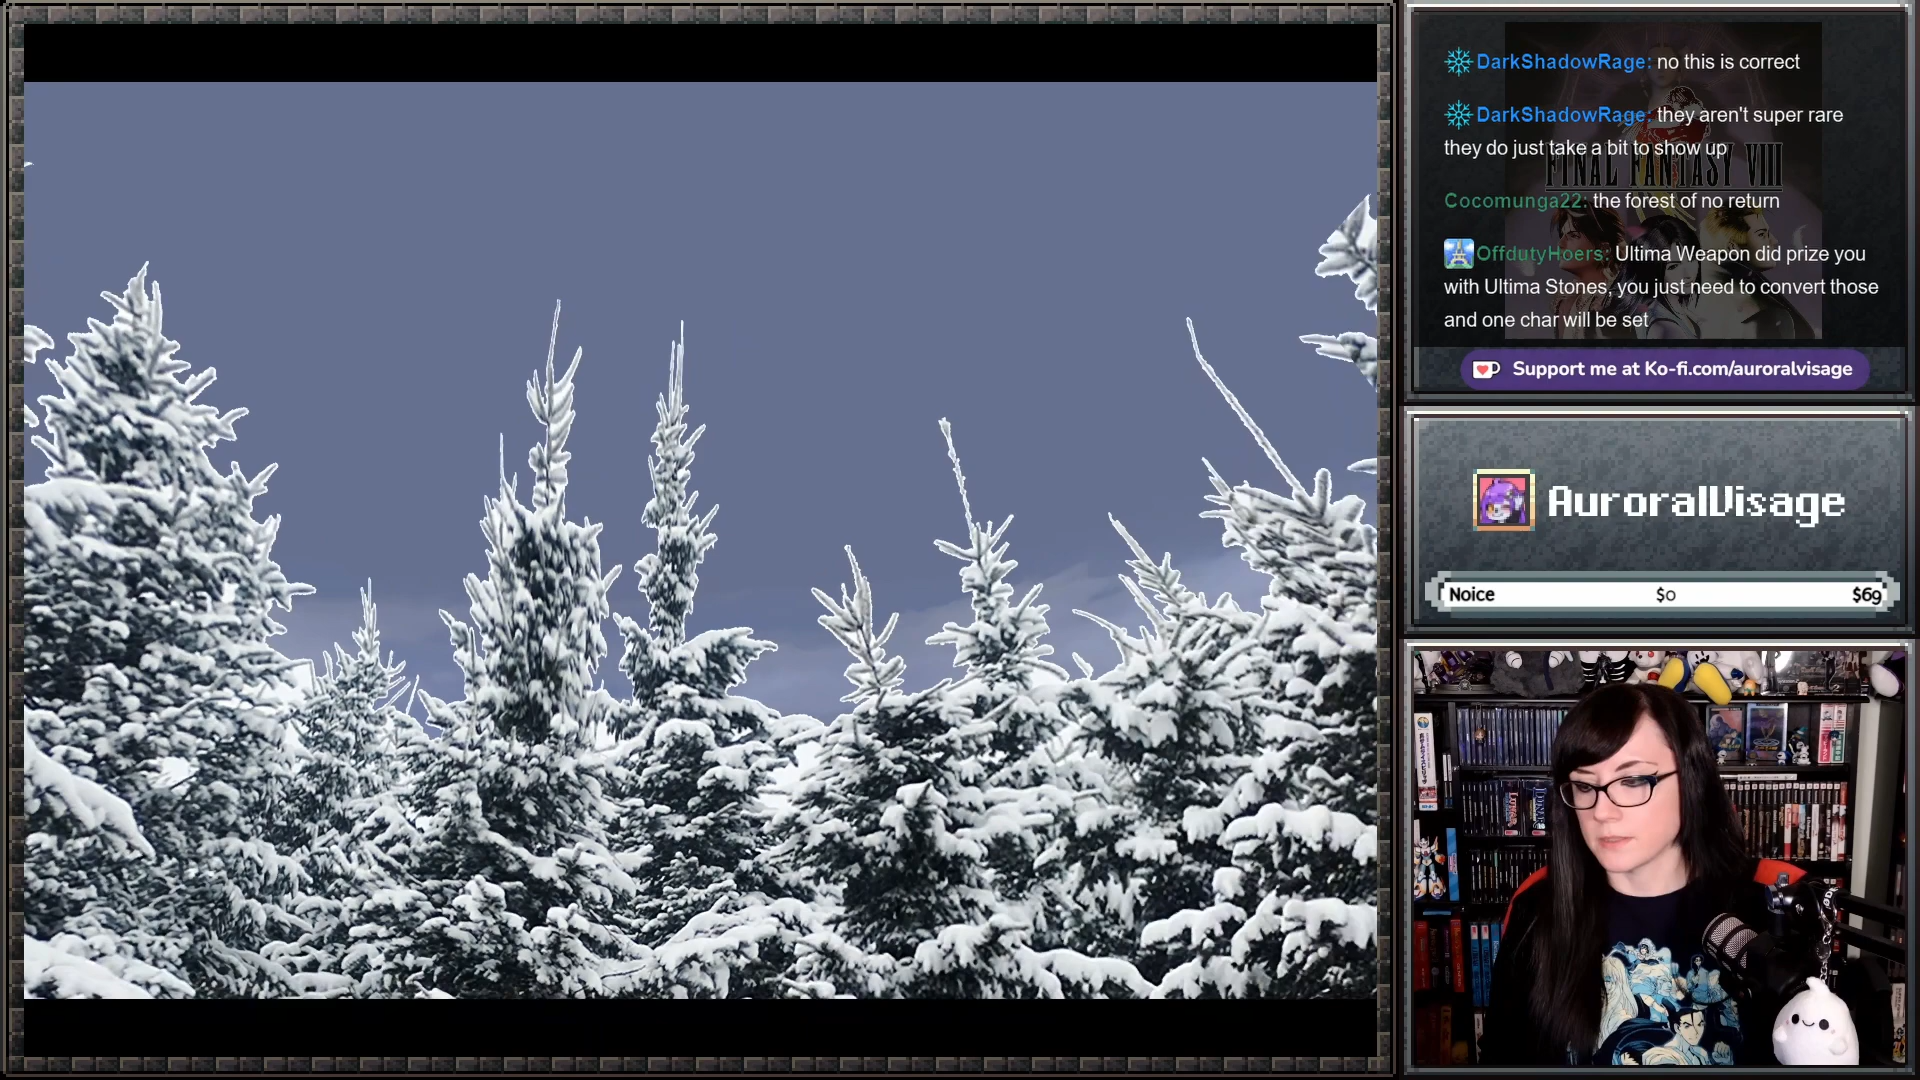 DarkShadowRage: no this is correct
DarkShadowRage: they aren't super rare
they do just take a bit to show up
FINAL FANTASY VIII
Cocomunga22: the forest of no return
OffdutyHoers: Ultima Weapon did prize you
with Ultima Stones, you just need to convert those
and one char will be set
Support me at Ko-fi.com/auroralvisage
AuroralVisage
Noice $0 $69
LUNAR